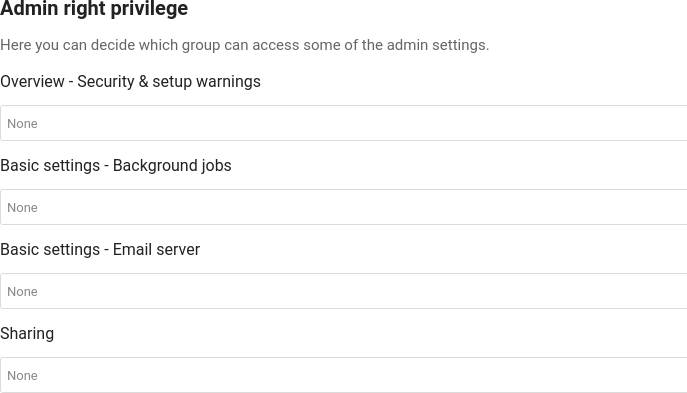 Admin right privilege
Here you can decide which group can access some of the admin settings.
Overview - Security & setup warnings
None
Basic settings - Background jobs
None
Basic settings - Email server
None
Sharing
None